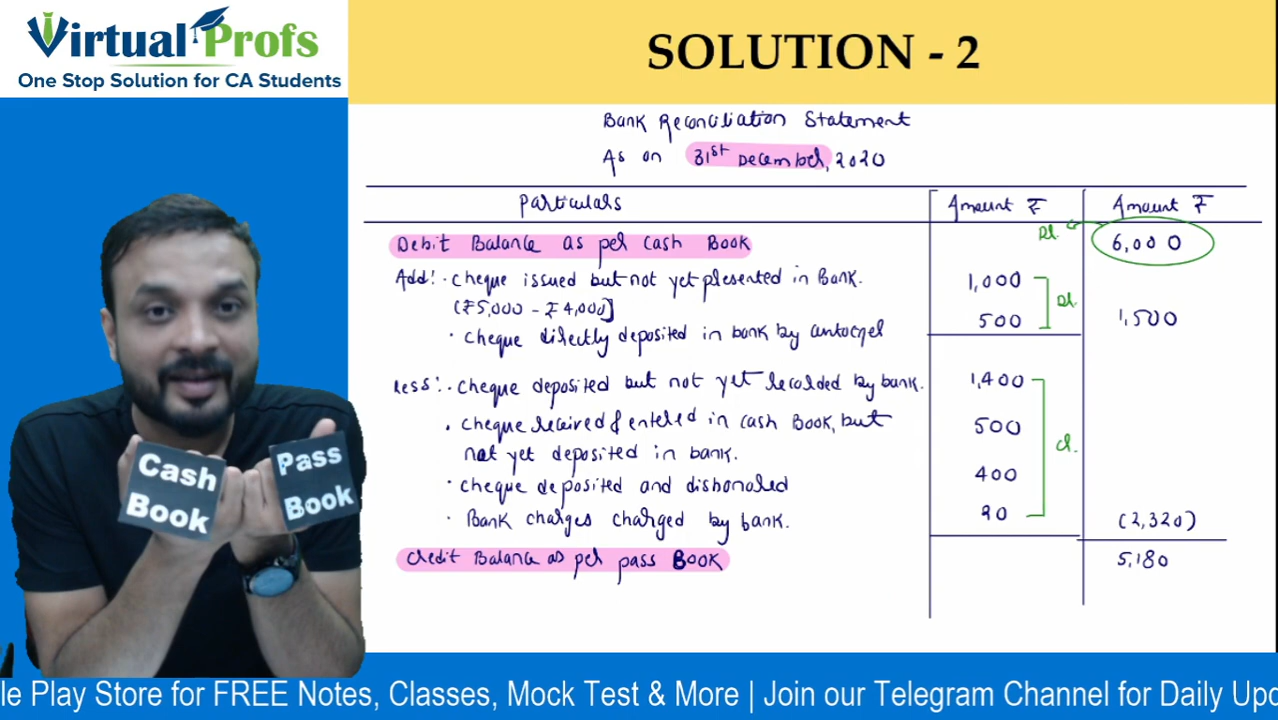 Virtual Profs
One Stop Solution for CA Students
SOLUTION - 2
Bank Reconciliation Statement
As on 31st December, 2020
Particulars Amount ₹ Amount ₹
Debit Balance as per Cash Book Dr. 6,000
Add: · cheque issued but not yet presented in Bank. 1,000
(₹5,000 - ₹4,000] Dr.
· cheque directly deposited in bank by customer 500 1,500
Less: · cheque deposited but not yet recorded by bank. 1,400
· cheque received & entered in cash Book, but 500
not yet deposited in bank. cr.
· cheque deposited and dishonored 400
· Bank charges charged by bank. 20 (2,320)
Credit Balance as per pass Book 5,180
Cash
Book
Pass
Book
le Play Store for FREE Notes, Classes, Mock Test & More | Join our Telegram Channel for Daily Upd